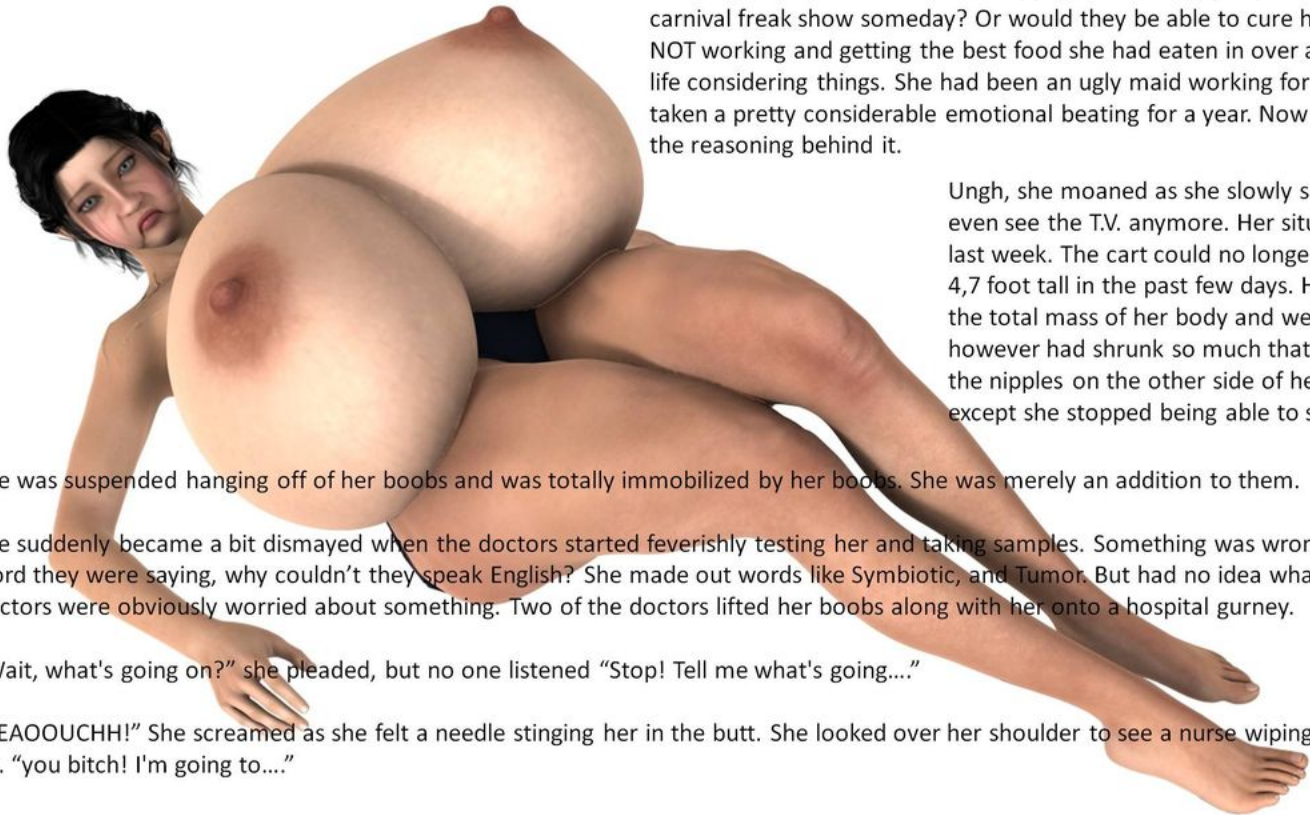 carnival freak show someday? Or would they be able to cure
NOT working and getting the best food she had eaten in over
life considering things. She had been an ugly maid working for
taken a pretty considerable emotional beating for a year. Now
the reasoning behind it.
Ungh, she moaned as she slowly
even see the T.V. anymore. Her
last week. The cart could no
4,7 foot tall in the past few days.
the total mass of her body and
however had shrunk so much that
the nipples on the other side of
except she stopped being able to
was suspended hanging off of her boobs and was totally immobilized by her boobs. She was merely an addition to them.
suddenly became a bit dismayed when the doctors started feverishly testing her and taking samples. Something was
they were saying, why couldn't they speak English? She made out words like Symbiotic, and Tumor. But had no idea
were obviously worried about something. Two of the doctors lifted her boobs along with her onto a hospital gurney.
what's going on?” she pleaded, but no one listened “Stop! Tell me what's going....”
She screamed as she felt a needle stinging her in the butt. She looked over her shoulder to see a nurse wiping
“you bitch! I'm going to....”